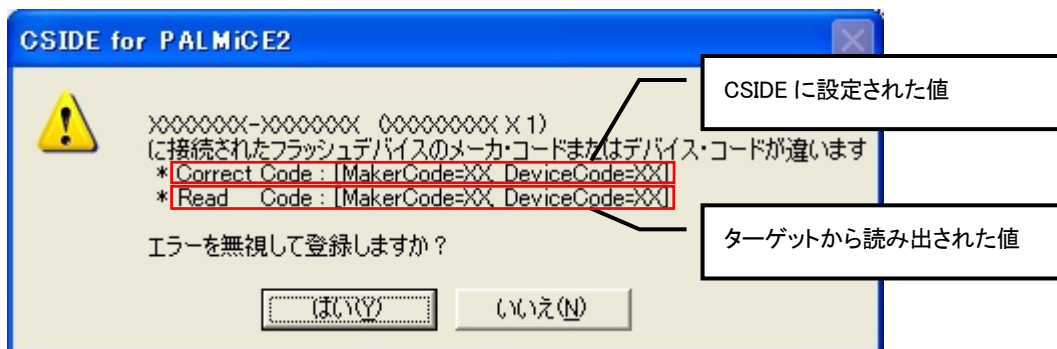 CSIDE for PALMiCE2
CSIDE に設定された値
XXXXXXX-XXXXXXX (XXXXXXXX X 1)
に接続されたフラッシュデバイスのメーカ・コードまたはデバイス・コードが違います
* Correct Code : [MakerCode=XX, DeviceCode=XX]
* Read Code : [MakerCode=XX, DeviceCode=XX]
ターゲットから読み出された値
エラーを無視して登録しますか？
はい(Y)
いいえ(N)